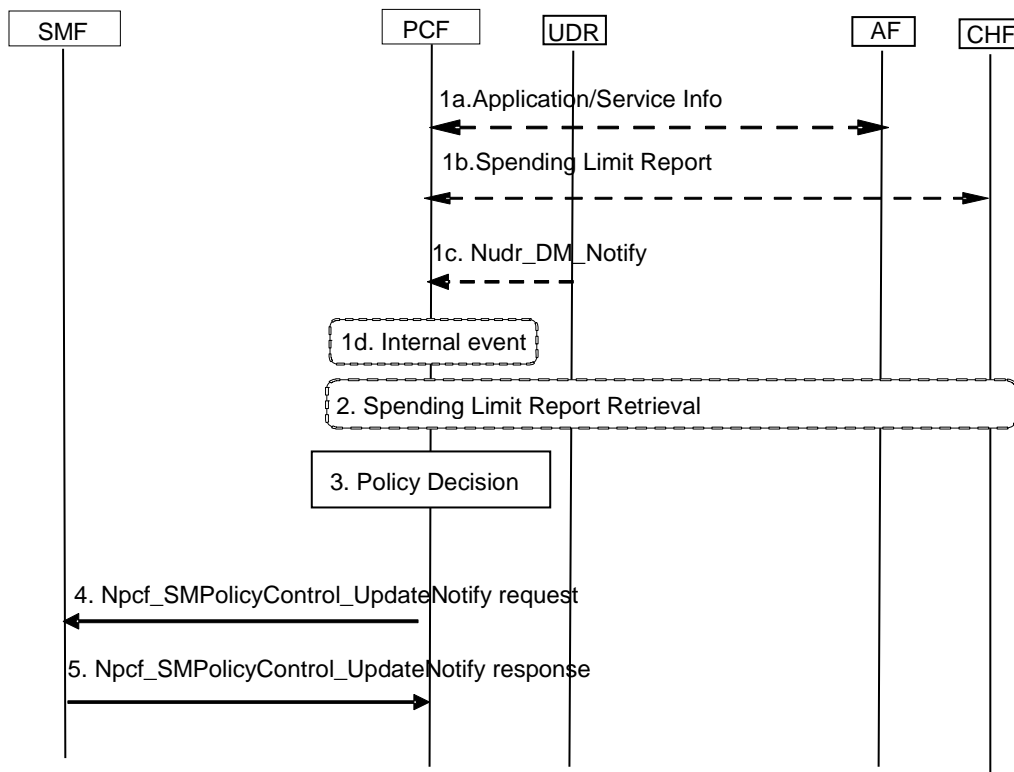 SMF
PCF
UDR
AF
CHF
1a.Application/Service Info
1b.Spending Limit Report
1c. Nudr_DM_Notify
1d. Internal event
2. Spending Limit Report Retrieval
3. Policy Decision
4. Npcf_SMPolicyControl_UpdateNotify request
5. Npcf_SMPolicyControl_UpdateNotify response